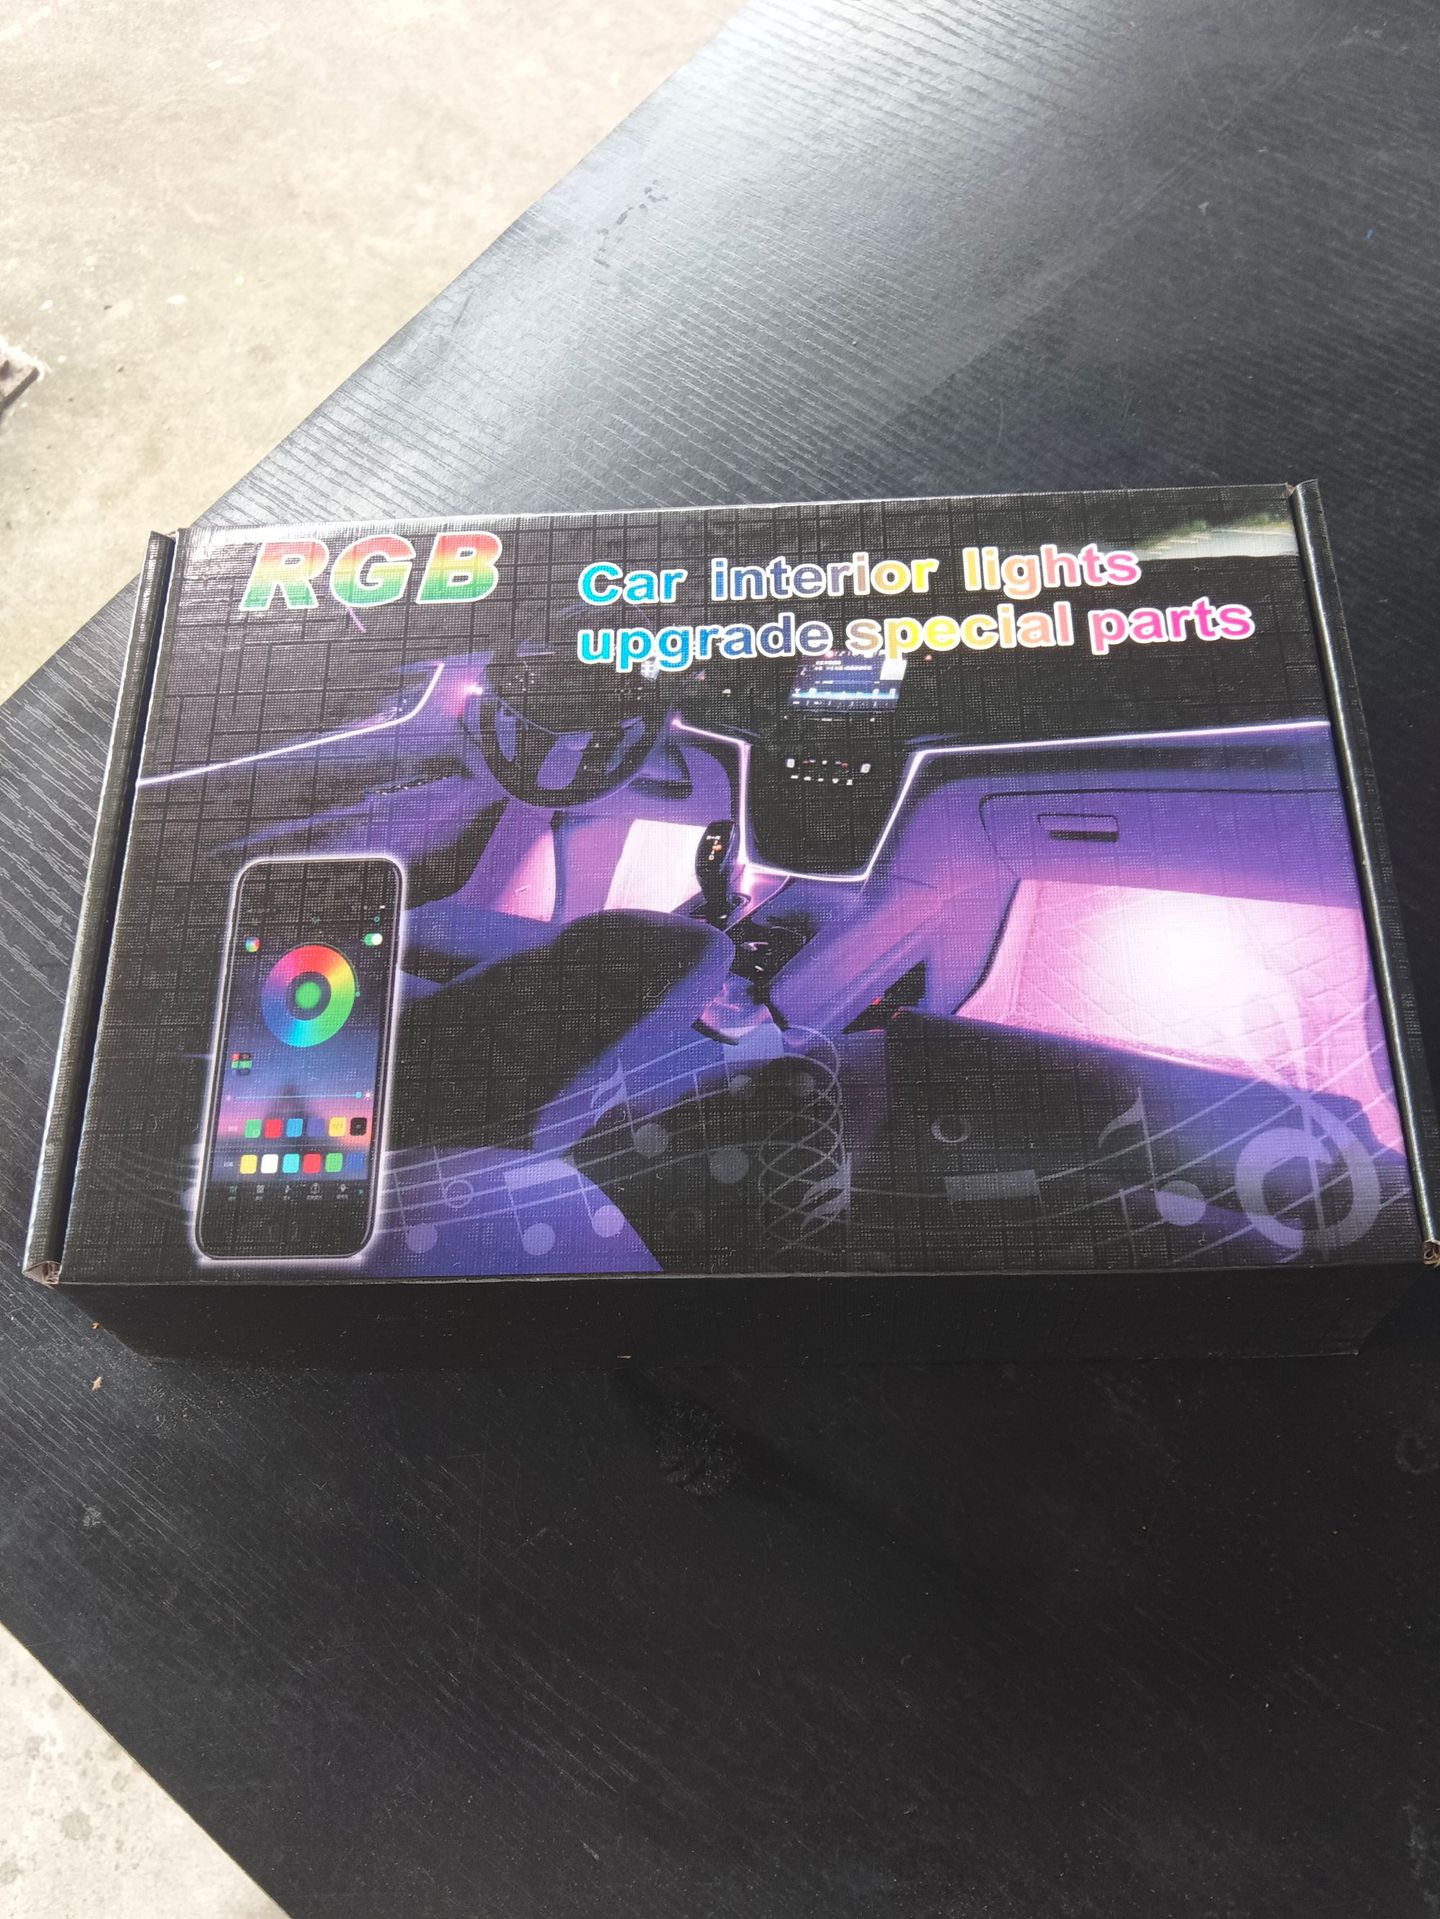 RGB
Car interior lights
upgrade special parts